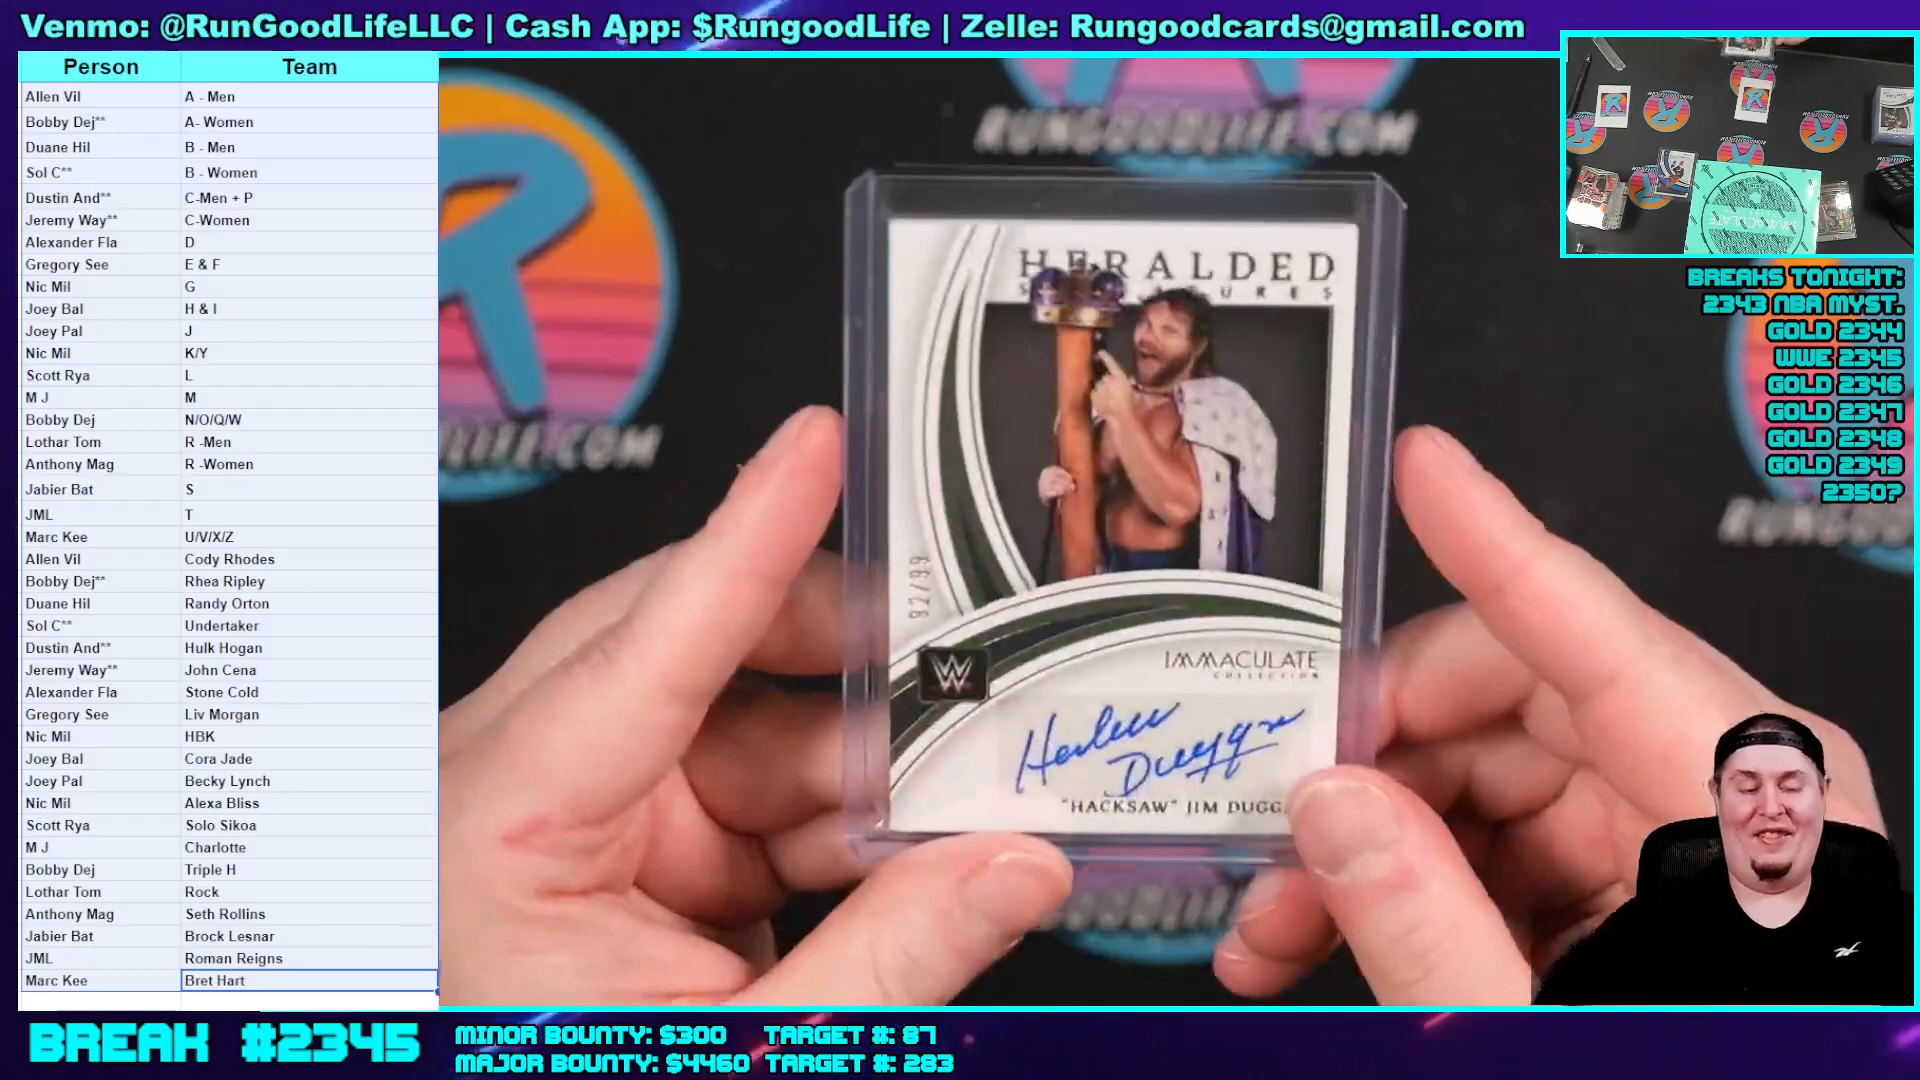 Venmo: @RunGoodLifeLLC | Cash App: $RungoodLife | Zelle: Rungoodcards@gmail.com
Person Team
Allen Vil A - Men
Bobby Dej** A- Women
Duane Hil B - Men
Sol C** B - Women
Dustin And** C-Men + P
Jeremy Way** C-Women
Alexander Fla D
Gregory See E & F
Nic Mil G
Joey Bal H & I
Joey Pal J
Nic Mil K/Y
Scott Rya L
M J M
Bobby Dej N/O/Q/W
Lothar Tom R -Men
Anthony Mag R -Women
Jabier Bat S
JML T
Marc Kee U/V/X/Z
Allen Vil Cody Rhodes
Bobby Dej** Rhea Ripley
Duane Hil Randy Orton
Sol C** Undertaker
Dustin And** Hulk Hogan
Jeremy Way** John Cena
Alexander Fla Stone Cold
Gregory See Liv Morgan
Nic Mil HBK
Joey Bal Cora Jade
Joey Pal Becky Lynch
Nic Mil Alexa Bliss
Scott Rya Solo Sikoa
M J Charlotte
Bobby Dej Triple H
Lothar Tom Rock
Anthony Mag Seth Rollins
Jabier Bat Brock Lesnar
JML Roman Reigns
Marc Kee Bret Hart
RUNGOODLIFE.COM
HERALDED
82/99
W
IMMACULATE
COLLECTION
Hacksaw
Duggan
"HACKSAW" JIM DUGGA
BREAKS TONIGHT:
2343 NBA MYST.
GOLD 2344
WWE 2345
GOLD 2346
GOLD 2347
GOLD 2348
GOLD 2349
2350?
BREAK #2345
MINOR BOUNTY: $300 TARGET #: 87
MAJOR BOUNTY: $4460 TARGET #: 283